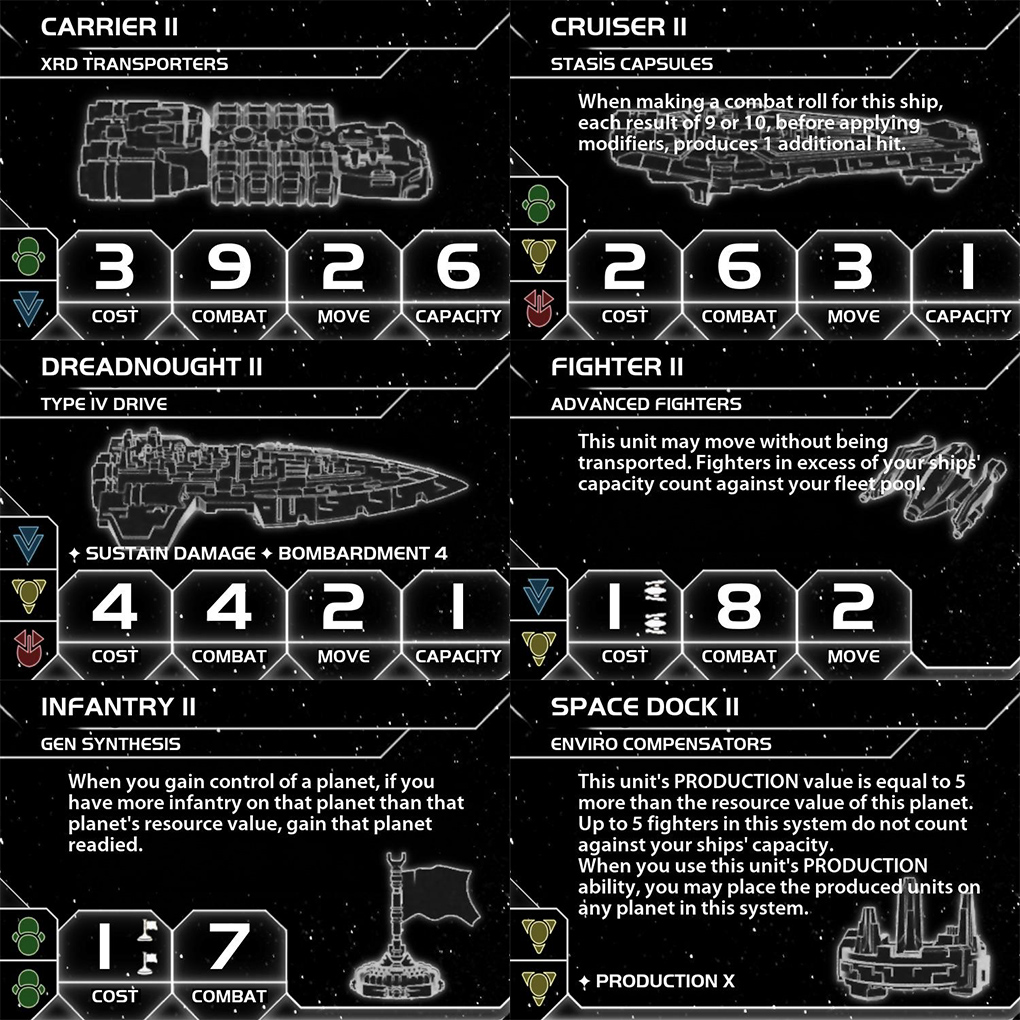 CARRIER II
XRD TRANSPORTERS
3 9 2 6
COST COMBAT MOVE CAPACITY
CRUISER II
STASIS CAPSULES
When making a combat roll for this ship,
each result of 9 or 10, before applying
modifiers, produces 1 additional hit.
2 6 3 1
COST COMBAT MOVE CAPACITY
DREADNOUGHT II
TYPE IV DRIVE
✦ SUSTAIN DAMAGE ✦ BOMBARDMENT 4
4 4 2 1
COST COMBAT MOVE CAPACITY
FIGHTER II
ADVANCED FIGHTERS
This unit may move without being
transported. Fighters in excess of your ships'
capacity count against your fleet pool.
1 8 2
COST COMBAT MOVE
INFANTRY II
GEN SYNTHESIS
When you gain control of a planet, if you
have more infantry on that planet than that
planet's resource value, gain that planet
readied.
1 7
COST COMBAT
SPACE DOCK II
ENVIRO COMPENSATORS
This unit's PRODUCTION value is equal to 5
more than the resource value of this planet.
Up to 5 fighters in this system do not count
against your ships' capacity.
When you use this unit's PRODUCTION
ability, you may place the produced units on
any planet in this system.
✦ PRODUCTION X